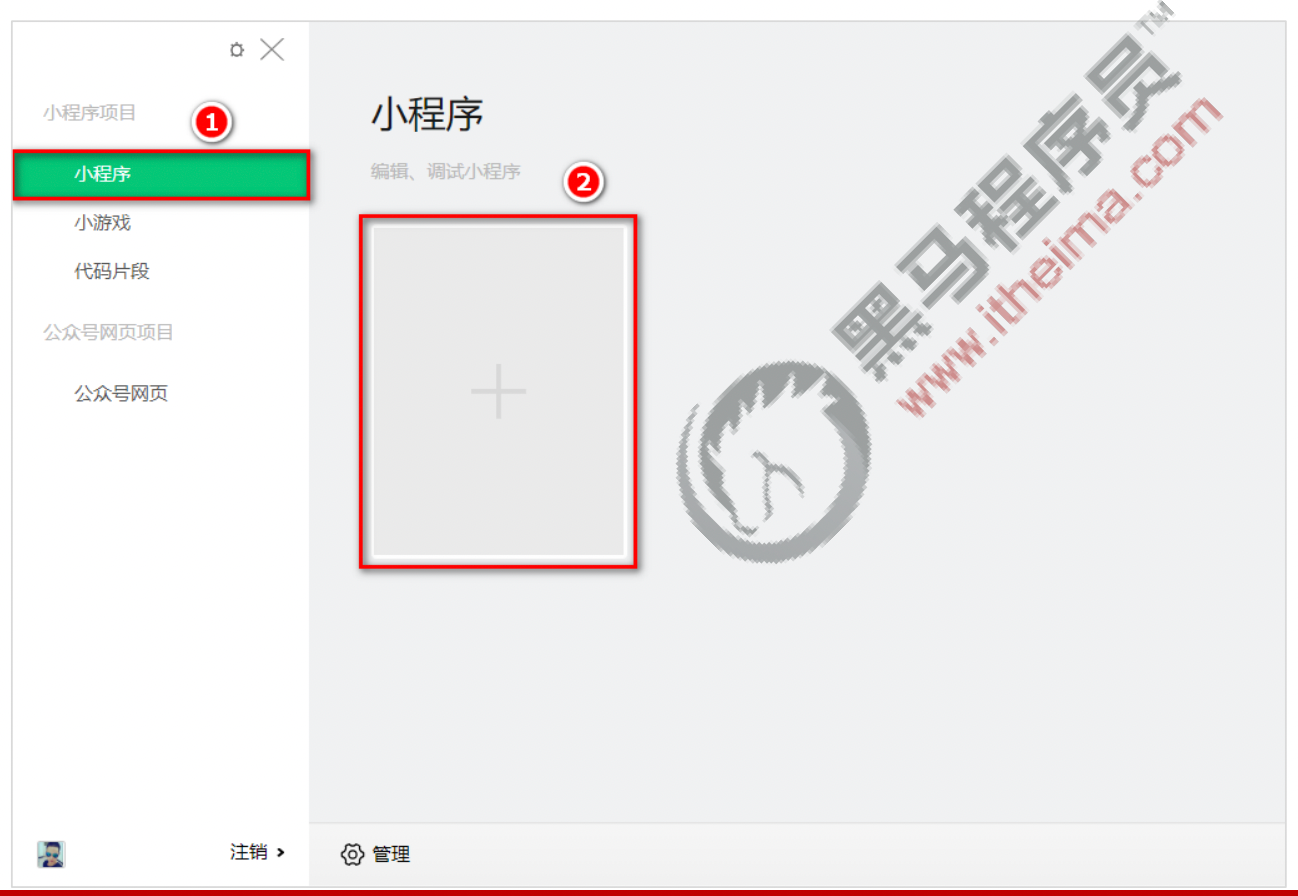 小程序项目
①
小程序
小游戏
代码片段
公众号网页项目
公众号网页
注销
小程序
编辑、调试小程序
②
管理
黑马程序员™
www.itheima.com